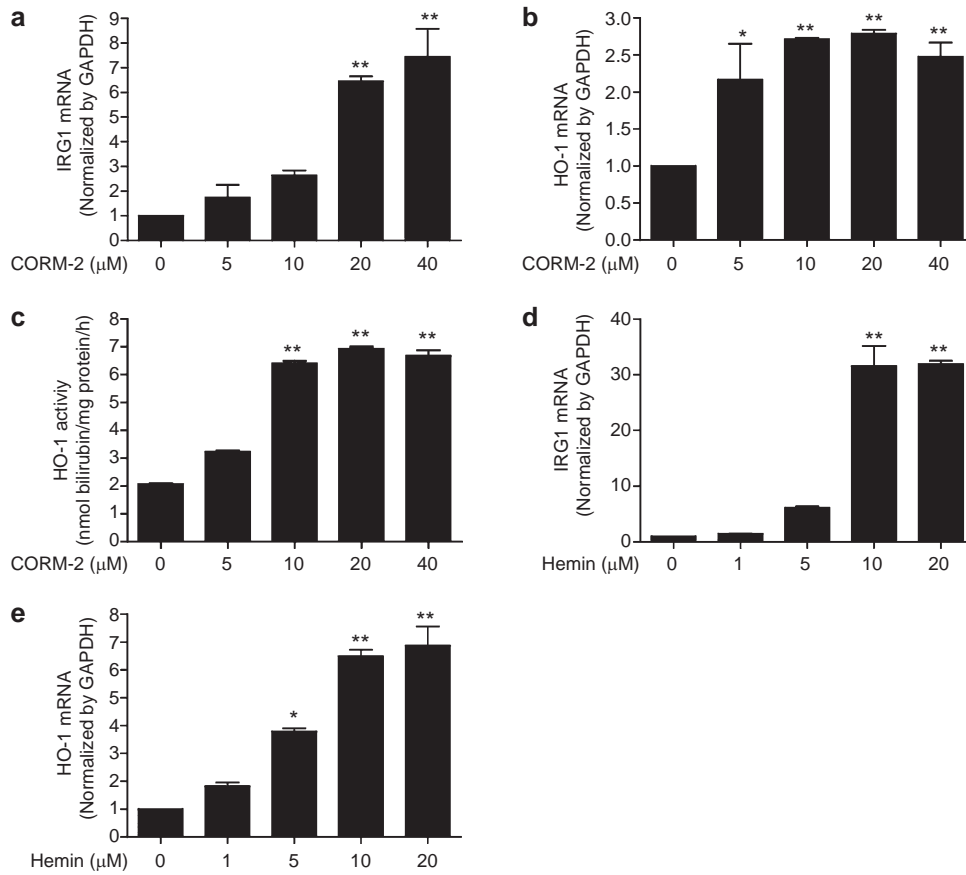 a
IRG1 mRNA
(Normalized by GAPDH)
9
8
7
6
5
4
3
2
1
0
**
**
CORM-2 (μM) 0 5 10 20 40
b
HO-1 mRNA
(Normalized by GAPDH)
3.0
2.5
2.0
1.5
1.0
0.5
0.0
*
**
**
**
CORM-2 (μM) 0 5 10 20 40
c
HO-1 activiy
(nmol bilirubin/mg protein/h)
8
7
6
5
4
3
2
1
0
**
**
**
CORM-2 (μM) 0 5 10 20 40
d
IRG1 mRNA
(Normalized by GAPDH)
40
30
20
10
0
**
**
Hemin (μM) 0 1 5 10 20
e
HO-1 mRNA
(Normalized by GAPDH)
8
7
6
5
4
3
2
1
0
*
**
**
Hemin (μM) 0 1 5 10 20